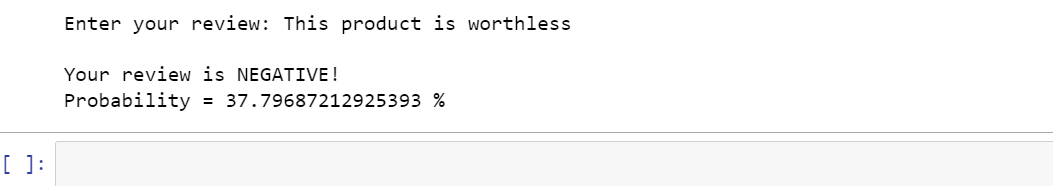 Enter your review: This product is worthless
Your review is NEGATIVE!
Probability = 37.79687212925393 %
[ ]: